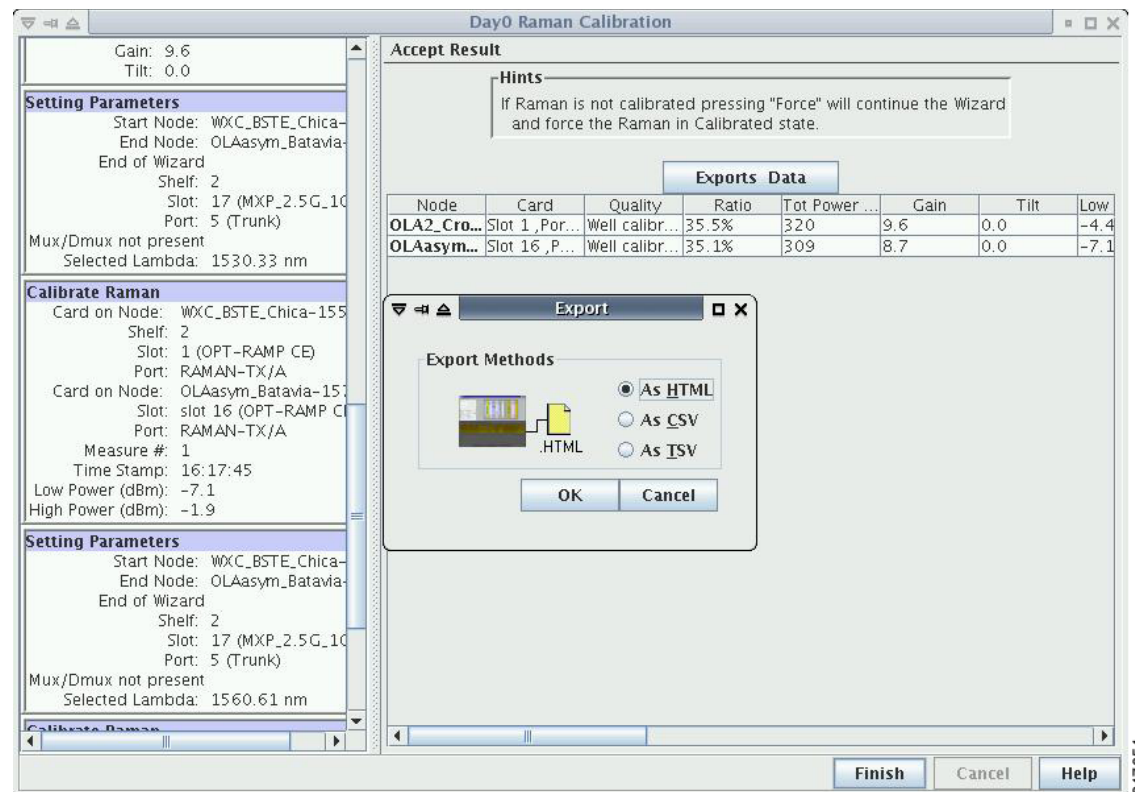 Day0 Raman Calibration
Gain: 9.6
Tilt: 0.0
Setting Parameters
Start Node: WXC_BSTE_Chica-
End Node: OLAasym_Batavia-
End of Wizard
Shelf: 2
Slot: 17 (MXP_2.5G_10
Port: 5 (Trunk)
Mux/Dmux not present
Selected Lambda: 1530.33 nm
Calibrate Raman
Card on Node: WXC_BSTE_Chica-155
Shelf: 2
Slot: 1 (OPT-RAMP CE)
Port: RAMAN-TX/A
Card on Node: OLAasym_Batavia-157
Slot: slot 16 (OPT-RAMP C
Port: RAMAN-TX/A
Measure #: 1
Time Stamp: 16:17:45
Low Power (dBm): -7.1
High Power (dBm): -1.9
Setting Parameters
Start Node: WXC_BSTE_Chica-
End Node: OLAasym_Batavia-
End of Wizard
Shelf: 2
Slot: 17 (MXP_2.5G_10
Port: 5 (Trunk)
Mux/Dmux not present
Selected Lambda: 1560.61 nm
Calibrate Raman
Accept Result
Hints
If Raman is not calibrated pressing "Force" will continue the Wizard
and force the Raman in Calibrated state.
Exports Data
Node Card Quality Ratio Tot Power ... Gain Tilt Low
OLA2_Cro... Slot 1 ,Por... Well calibr... 35.5% 320 9.6 0.0 -4.4
OLAasym... Slot 16 ,P... Well calibr... 35.1% 309 8.7 0.0 -7.1
Export
Export Methods
.HTML
As HTML
As CSV
As TSV
OK Cancel
Finish Cancel Help